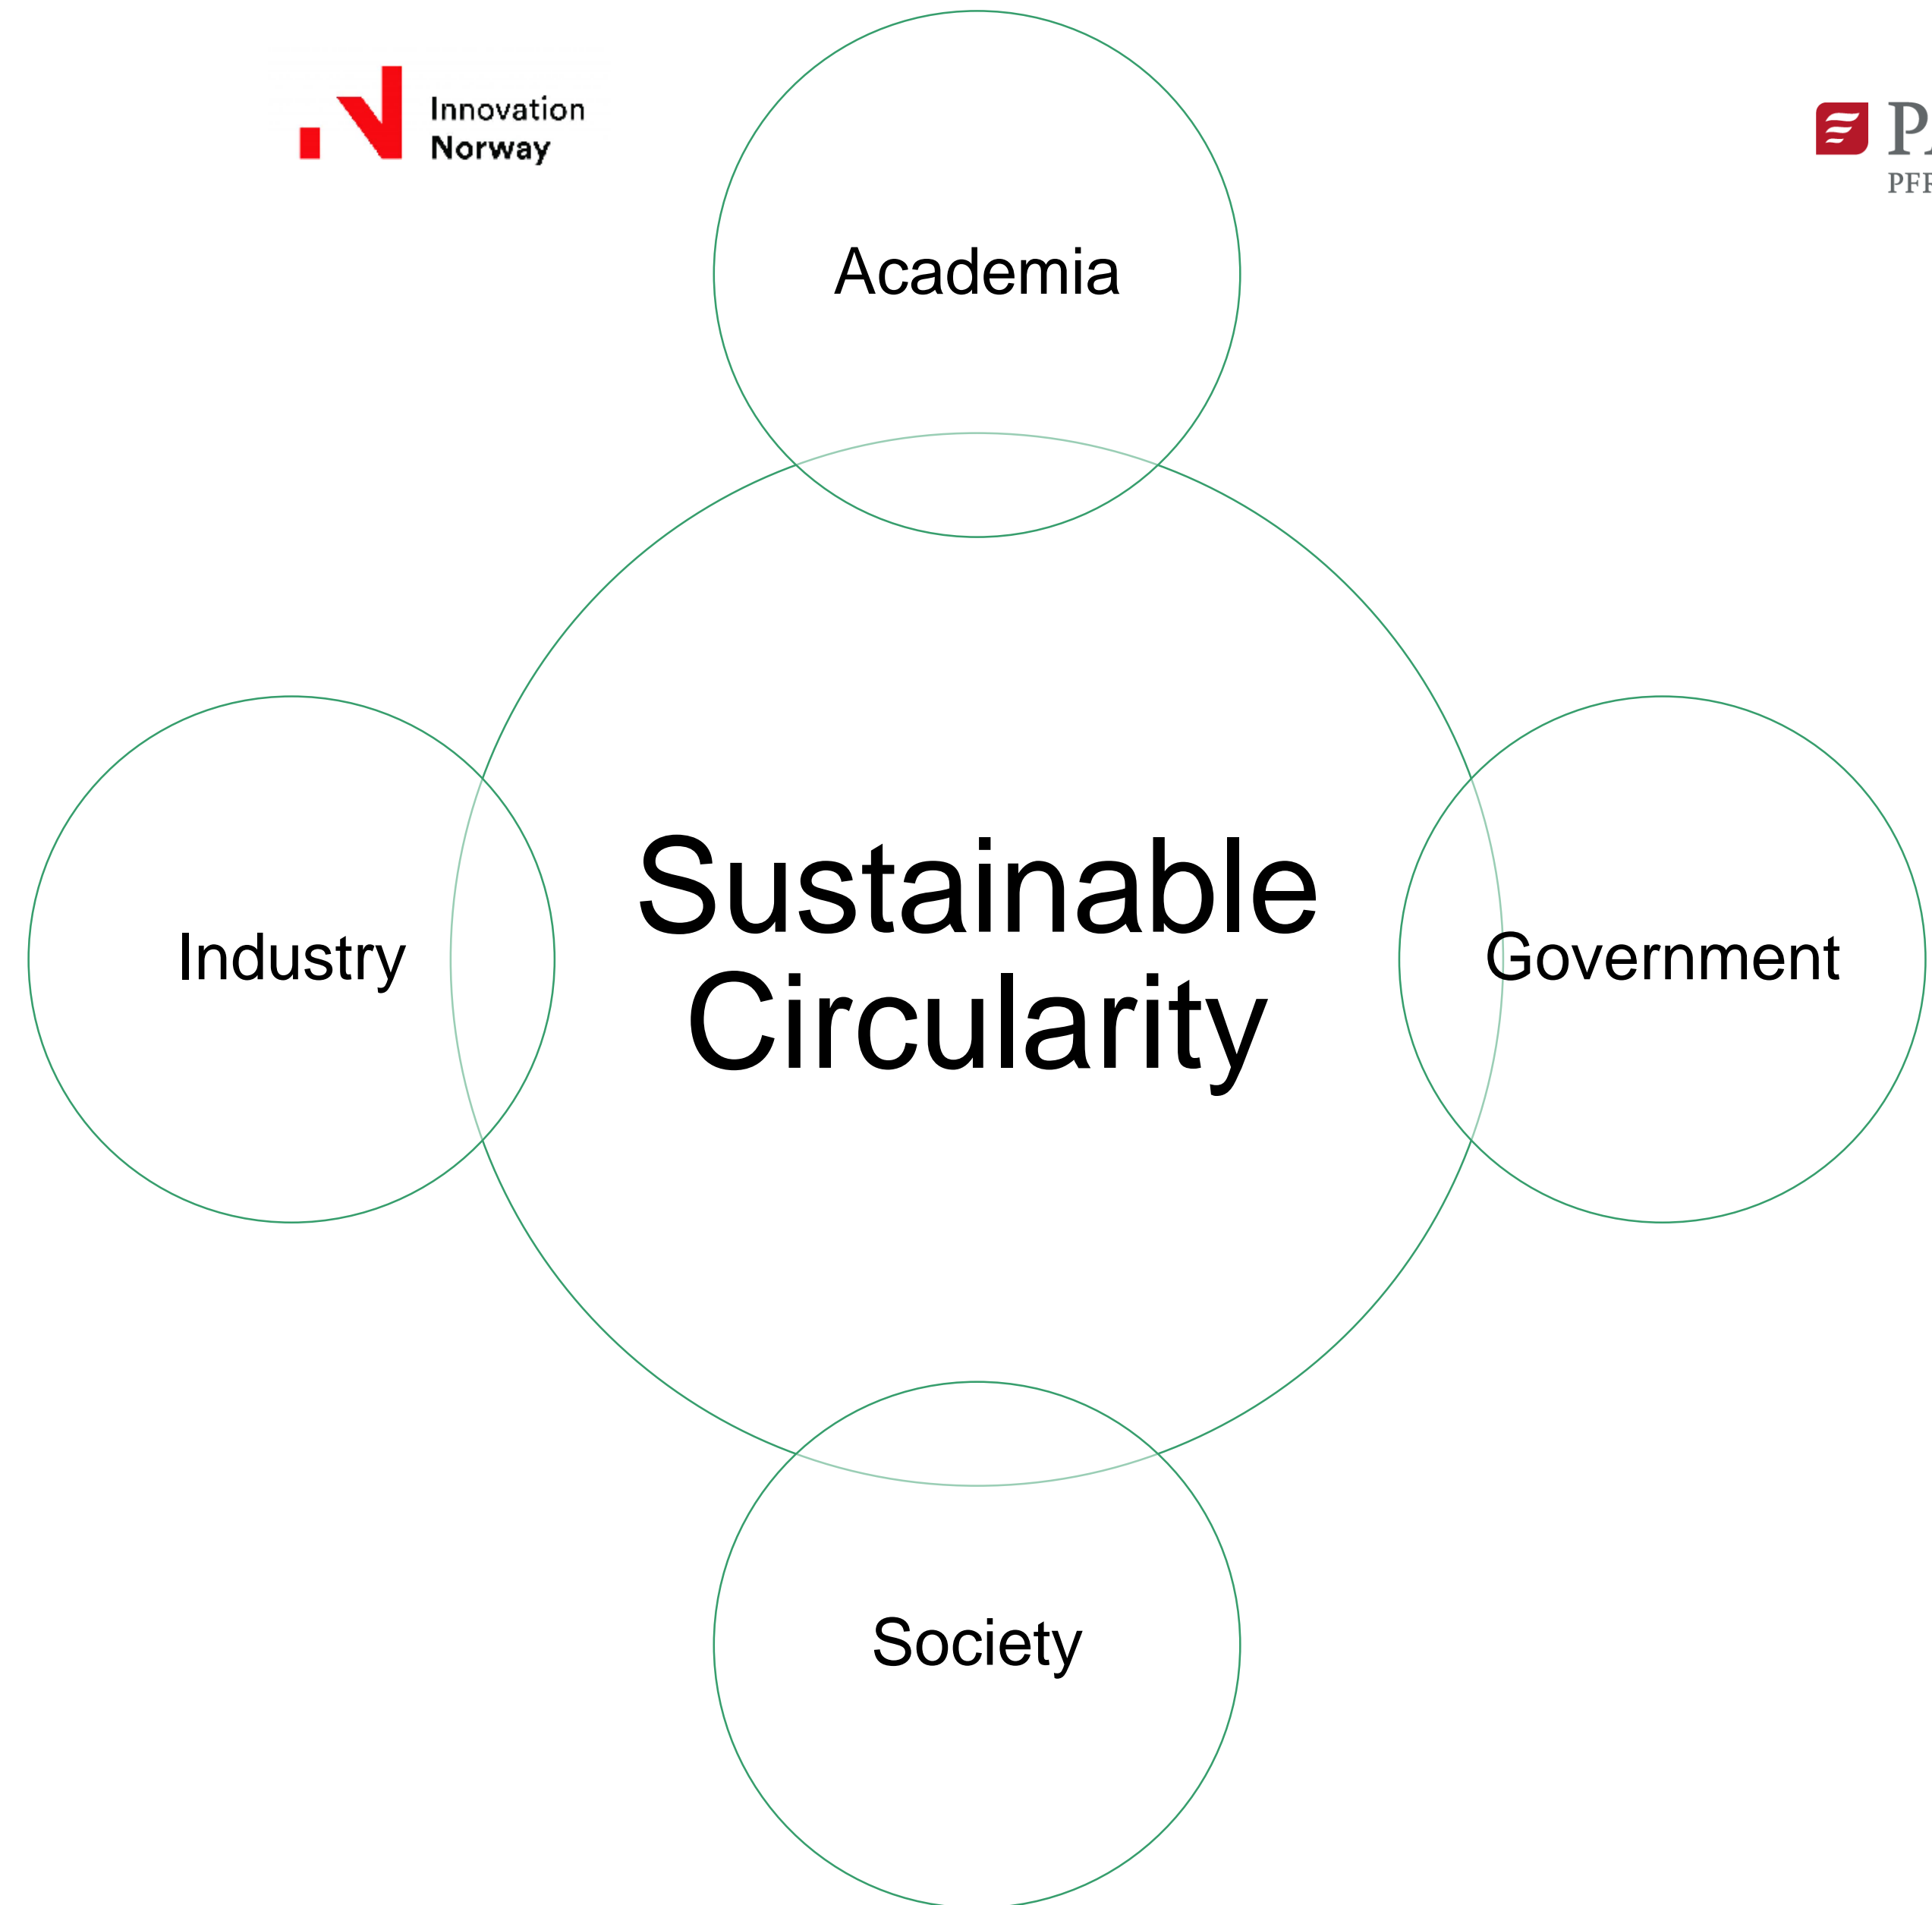 Innovation
Norway
Academia
Sustainable
Circularity
Industry
Government
Society